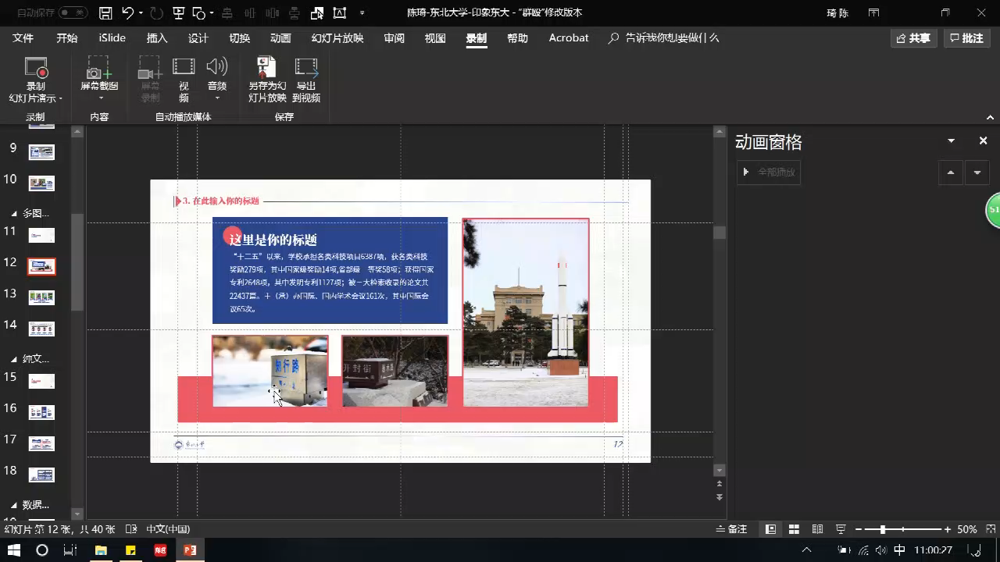 自动保存 关
陈琦-东北大学-印象东大 - “群殴”修改版本
文件 开始 iSlide 插入 设计 切换 动画 幻灯片放映 审阅 视图 录制 帮助 Acrobat 告诉我你想要做什么
共享 批注
录制
幻灯片演示
屏幕截图
屏幕
录制
视
频
音频
另存为幻
灯片放映
导出
到视频
录制 内容 自动播放媒体 保存
9
10
多图...
11
12
13
14
纯文...
15
16
17
18
数据...
3. 在此输入你的标题
这里是你的标题
“十二五”以来，学校承担各类科技项目6387项，获各类科技
奖励279项，其中国家级奖励14项,省部级一等奖58项；获得国家
专利2648项，其中发明专利1127项；被三大检索收录的论文共
22437篇。主（承）办国际、国内学术会议161次，其中国际会
议65次。
知行路
开封街
12
动画窗格
全部播放
51
幻灯片 第 12 张，共 40 张 中文(中国)
备注
50%
中 11:00:27